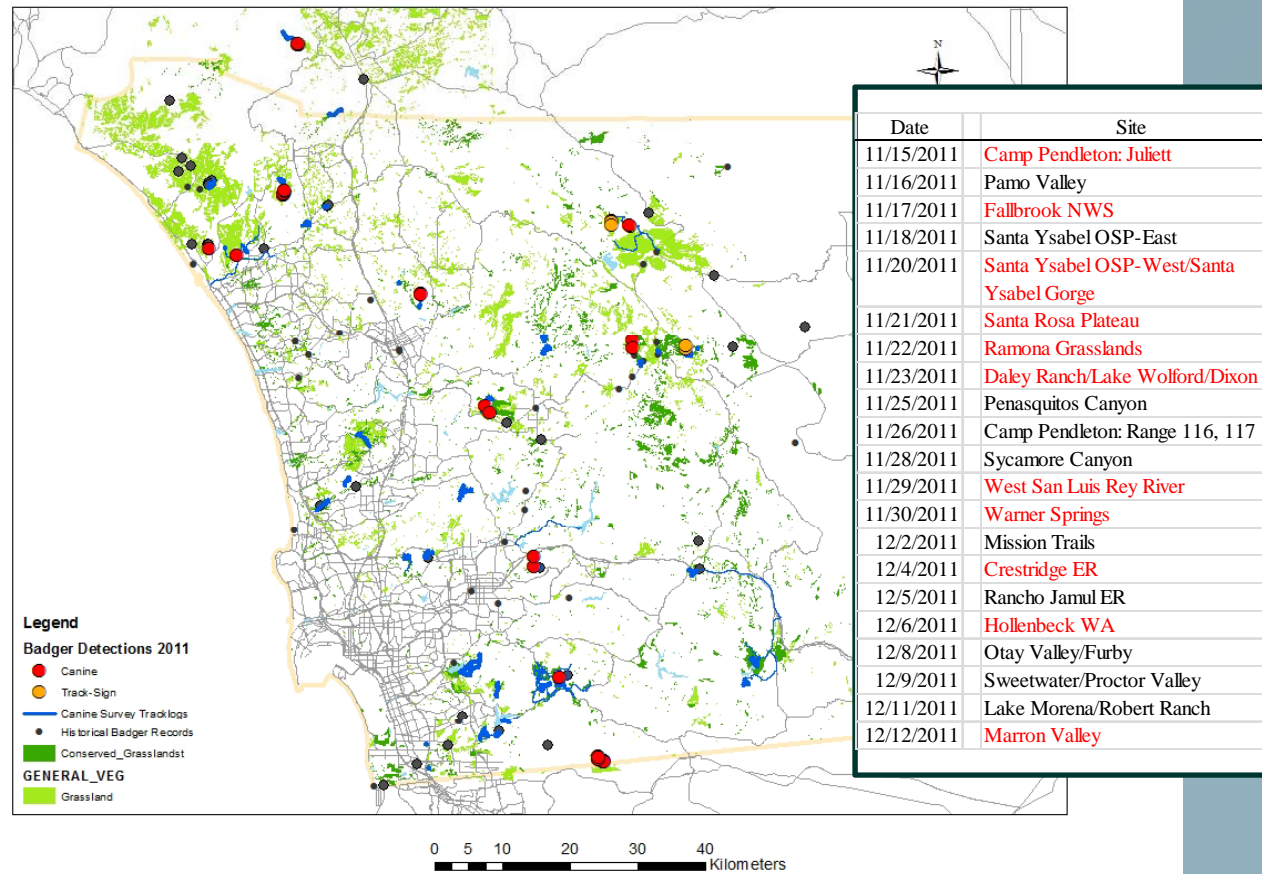 N
Date Site
11/15/2011 Camp Pendleton: Juliett
11/16/2011 Pamo Valley
11/17/2011 Fallbrook NWS
11/18/2011 Santa Ysabel OSP-East
11/20/2011 Santa Ysabel OSP-West/Santa
Ysabel Gorge
11/21/2011 Santa Rosa Plateau
11/22/2011 Ramona Grasslands
11/23/2011 Daley Ranch/Lake Wolford/Dixon
11/25/2011 Penasquitos Canyon
11/26/2011 Camp Pendleton: Range 116, 117
11/28/2011 Sycamore Canyon
11/29/2011 West San Luis Rey River
11/30/2011 Warner Springs
12/2/2011 Mission Trails
12/4/2011 Crestridge ER
12/5/2011 Rancho Jamul ER
12/6/2011 Hollenbeck WA
12/8/2011 Otay Valley/Furby
12/9/2011 Sweetwater/Proctor Valley
12/11/2011 Lake Morena/Robert Ranch
12/12/2011 Marron Valley
Legend
Badger Detections 2011
Canine
Track-Sign
Canine Survey Tracklogs
Historical Badger Records
Conserved_Grasslandst
GENERAL_VEG
Grassland
0 5 10 20 30 40
Kilometers